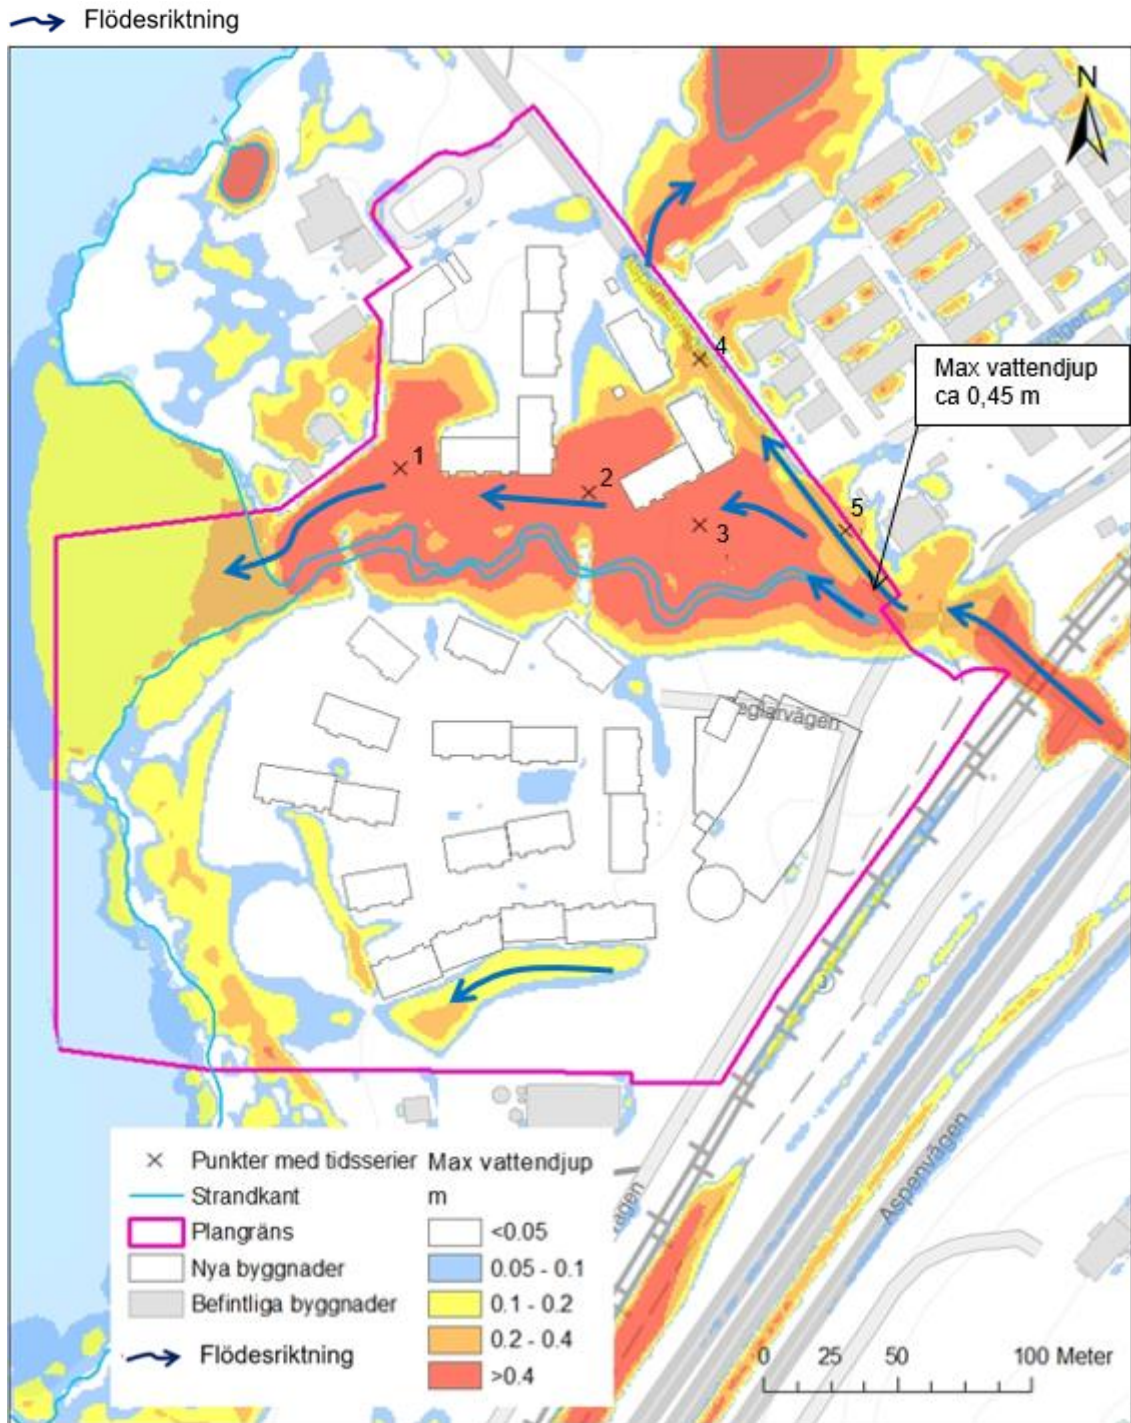 Flödesriktning
N
4
Max vattendjup
ca 0,45 m
1
2
5
3
eglarvägen
Aspenvägen
vägen
Punkter med tidsserier
Strandkant
Plangräns
Nya byggnader
Befintliga byggnader
Flödesriktning
Max vattendjup
m
<0.05
0.05 - 0.1
0.1 - 0.2
0.2 - 0.4
>0.4
0 25 50 100 Meter